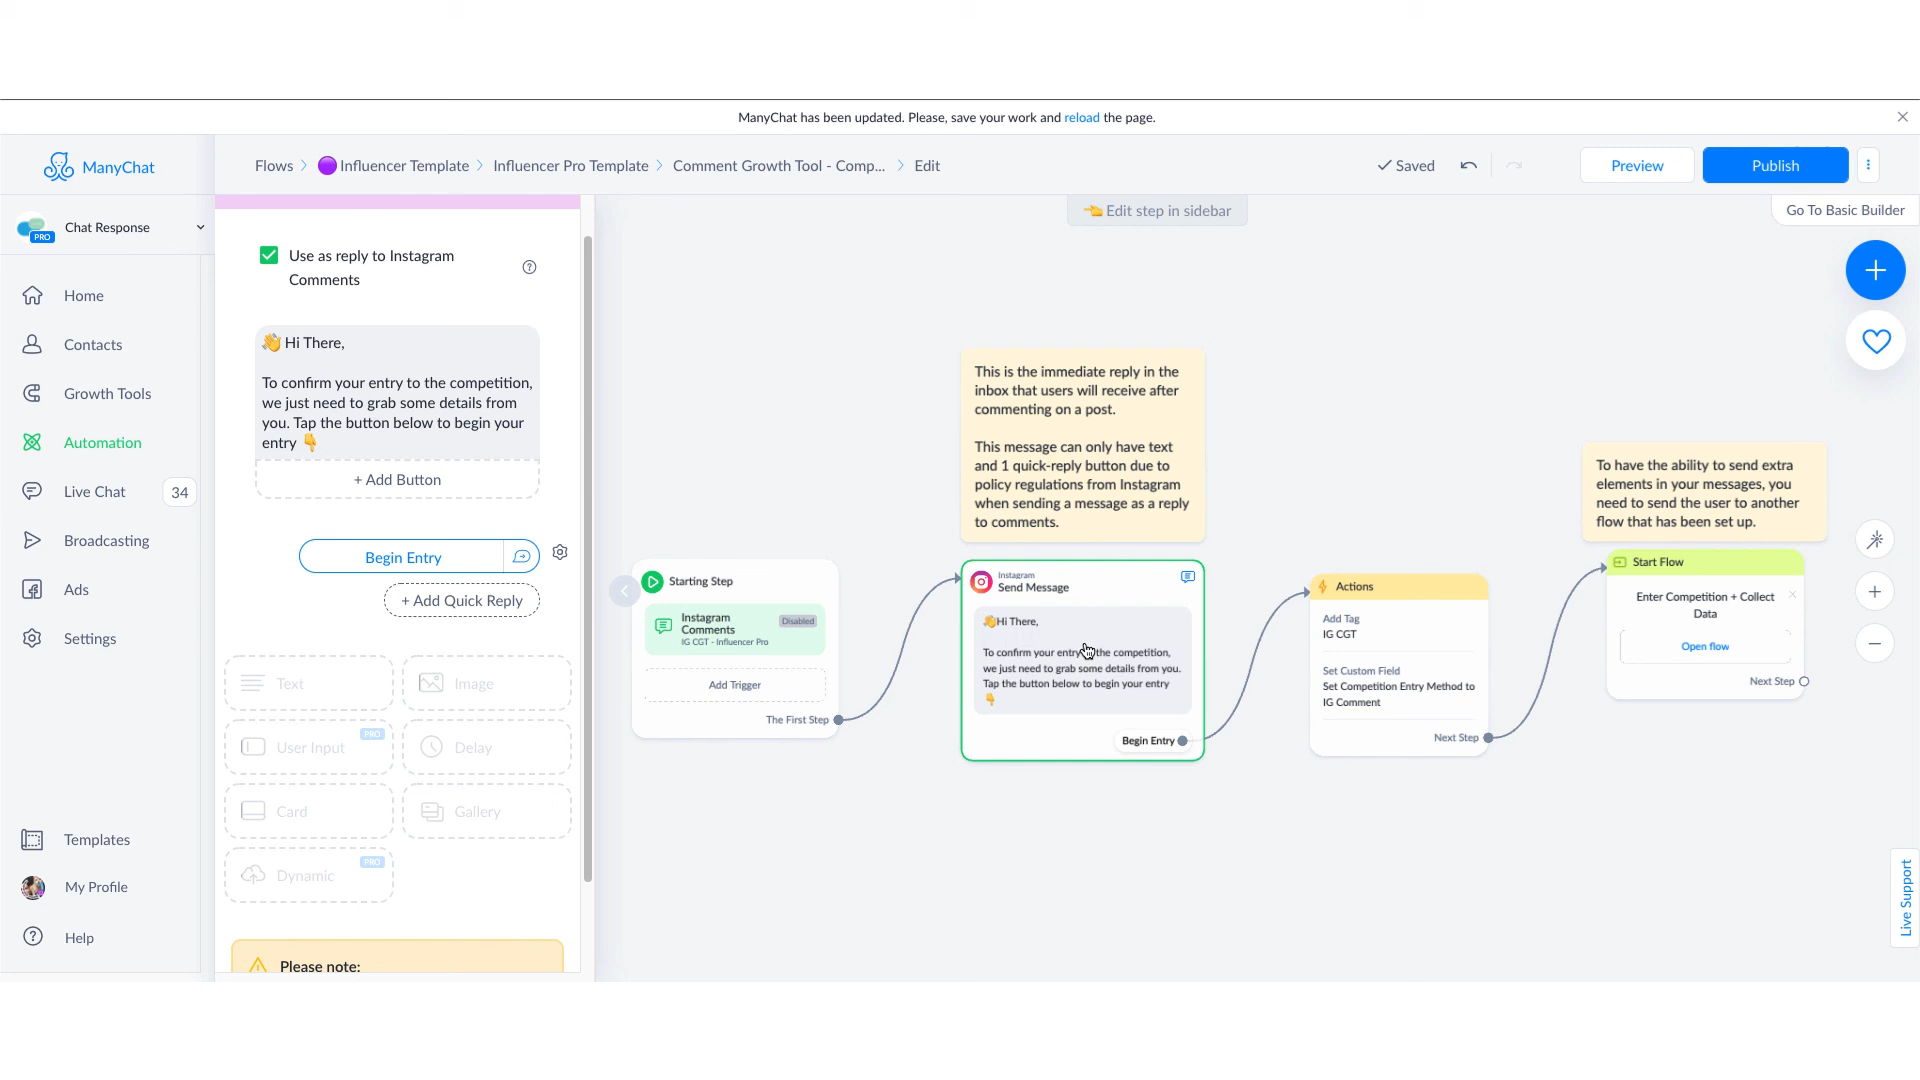 ManyChat has been updated. Please, save your work and reload the page.
ManyChat
Flows
Influencer Template
Influencer Pro Template
Comment Growth Tool - Comp...
Edit
Saved
Preview
Publish
Chat Response
PRO
Home
Contacts
Growth Tools
Automation
Live Chat
34
Broadcasting
Ads
Settings
Templates
My Profile
Help
Use as reply to Instagram
Comments
👋 Hi There,
To confirm your entry to the competition,
we just need to grab some details from
you. Tap the button below to begin your
entry 👇
+ Add Button
Begin Entry
+ Add Quick Reply
Text
Image
User Input
PRO
Delay
Card
Gallery
Dynamic
PRO
Please note:
Edit step in sidebar
Go To Basic Builder
This is the immediate reply in the
inbox that users will receive after
commenting on a post.
This message can only have text
and 1 quick-reply button due to
policy regulations from Instagram
when sending a message as a reply
to comments.
To have the ability to send extra
elements in your messages, you
need to send the user to another
flow that has been set up.
Starting Step
Instagram
Comments
Disabled
IG CGT - Influencer Pro
Add Trigger
The First Step
Instagram
Send Message
👋Hi There,
To confirm your entry the competition,
we just need to grab some details from you.
Tap the button below to begin your entry
👇
Begin Entry
Actions
Add Tag
IG CGT
Set Custom Field
Set Competition Entry Method to
IG Comment
Next Step
Start Flow
Enter Competition + Collect
Data
Open flow
Next Step
Live Support